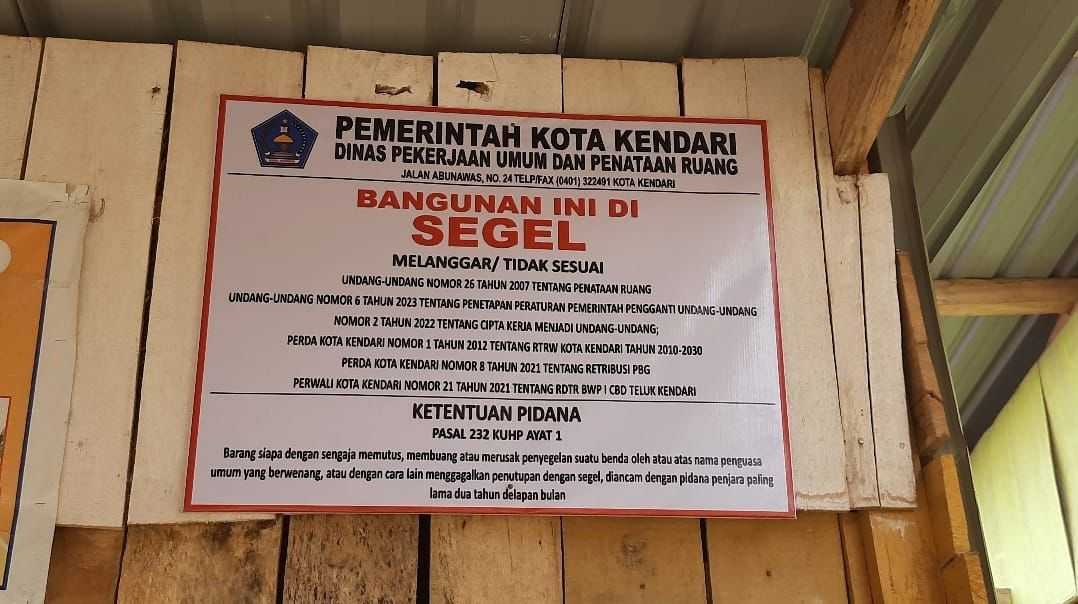 PEMERINTAH KOTA KENDARI
DINAS PEKERJAAN UMUM DAN PENATAAN RUANG
JALAN ABUNAWAS, NO. 24 TELP/FAX (0401) 322491 KOTA KENDARI
BANGUNAN INI DI
SEGEL
MELANGGAR/ TIDAK SESUAI
UNDANG-UNDANG NOMOR 26 TAHUN 2007 TENTANG PENATAAN RUANG
UNDANG-UNDANG NOMOR 6 TAHUN 2023 TENTANG PENETAPAN PERATURAN PEMERINTAH PENGGANTI UNDANG-UNDANG
NOMOR 2 TAHUN 2022 TENTANG CIPTA KERJA MENJADI UNDANG-UNDANG;
PERDA KOTA KENDARI NOMOR 1 TAHUN 2012 TENTANG RTRW KOTA KENDARI TAHUN 2010-2030
PERDA KOTA KENDARI NOMOR 8 TAHUN 2021 TENTANG RETRIBUSI PBG
PERWALI KOTA KENDARI NOMOR 21 TAHUN 2021 TENTANG RDTR BWP I CBD TELUK KENDARI
KETENTUAN PIDANA
PASAL 232 KUHP AYAT 1
Barang siapa dengan sengaja memutus, membuang atau merusak penyegelan suatu benda oleh atau atas nama penguasa
umum yang berwenang, atau dengan cara lain menggagalkan penutupan dengan segel, diancam dengan pidana penjara paling
lama dua tahun delapan bulan